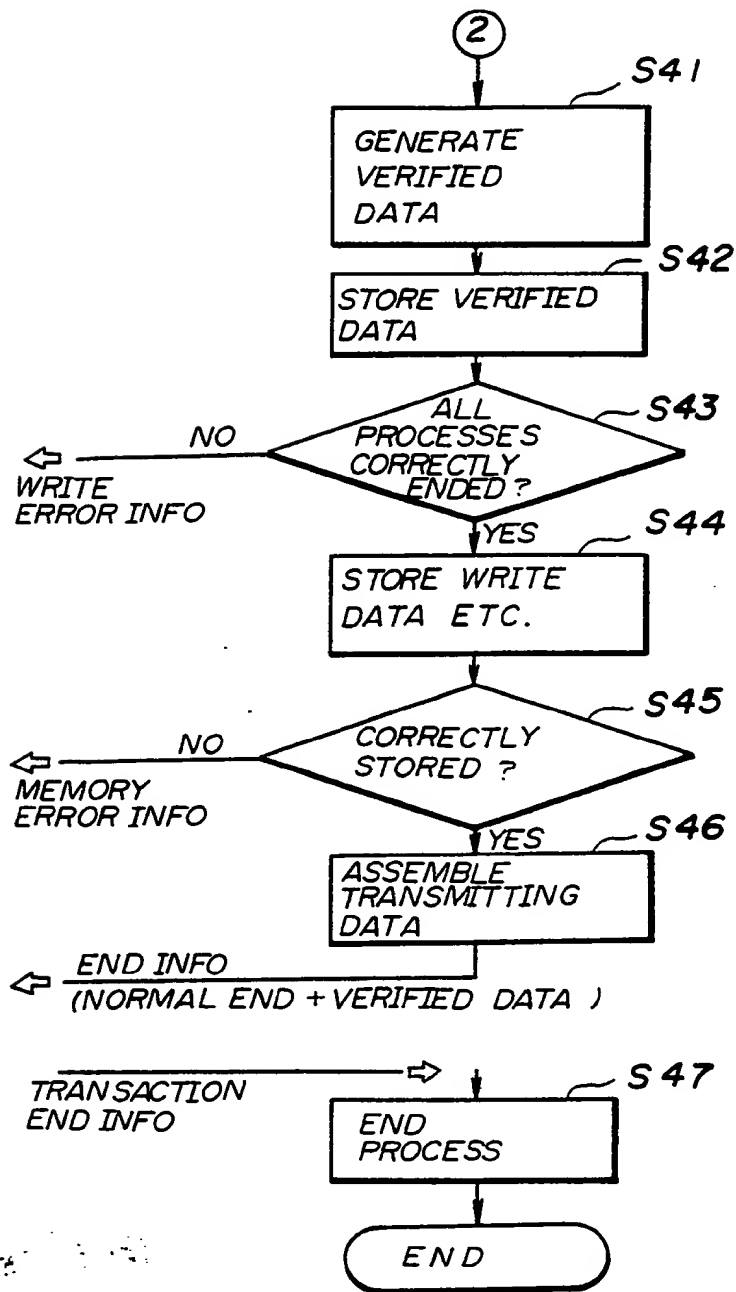 2
S41
GENERATE
VERIFIED
DATA
S42
STORE VERIFIED
DATA
S43
ALL
PROCESSES
CORRECTLY
ENDED ?
NO
WRITE
ERROR INFO
YES
S44
STORE WRITE
DATA ETC.
S45
CORRECTLY
STORED ?
NO
MEMORY
ERROR INFO
YES
S46
ASSEMBLE
TRANSMITTING
DATA
END INFO
(NORMAL END + VERIFIED DATA )
TRANSACTION
END INFO
S47
END
PROCESS
END